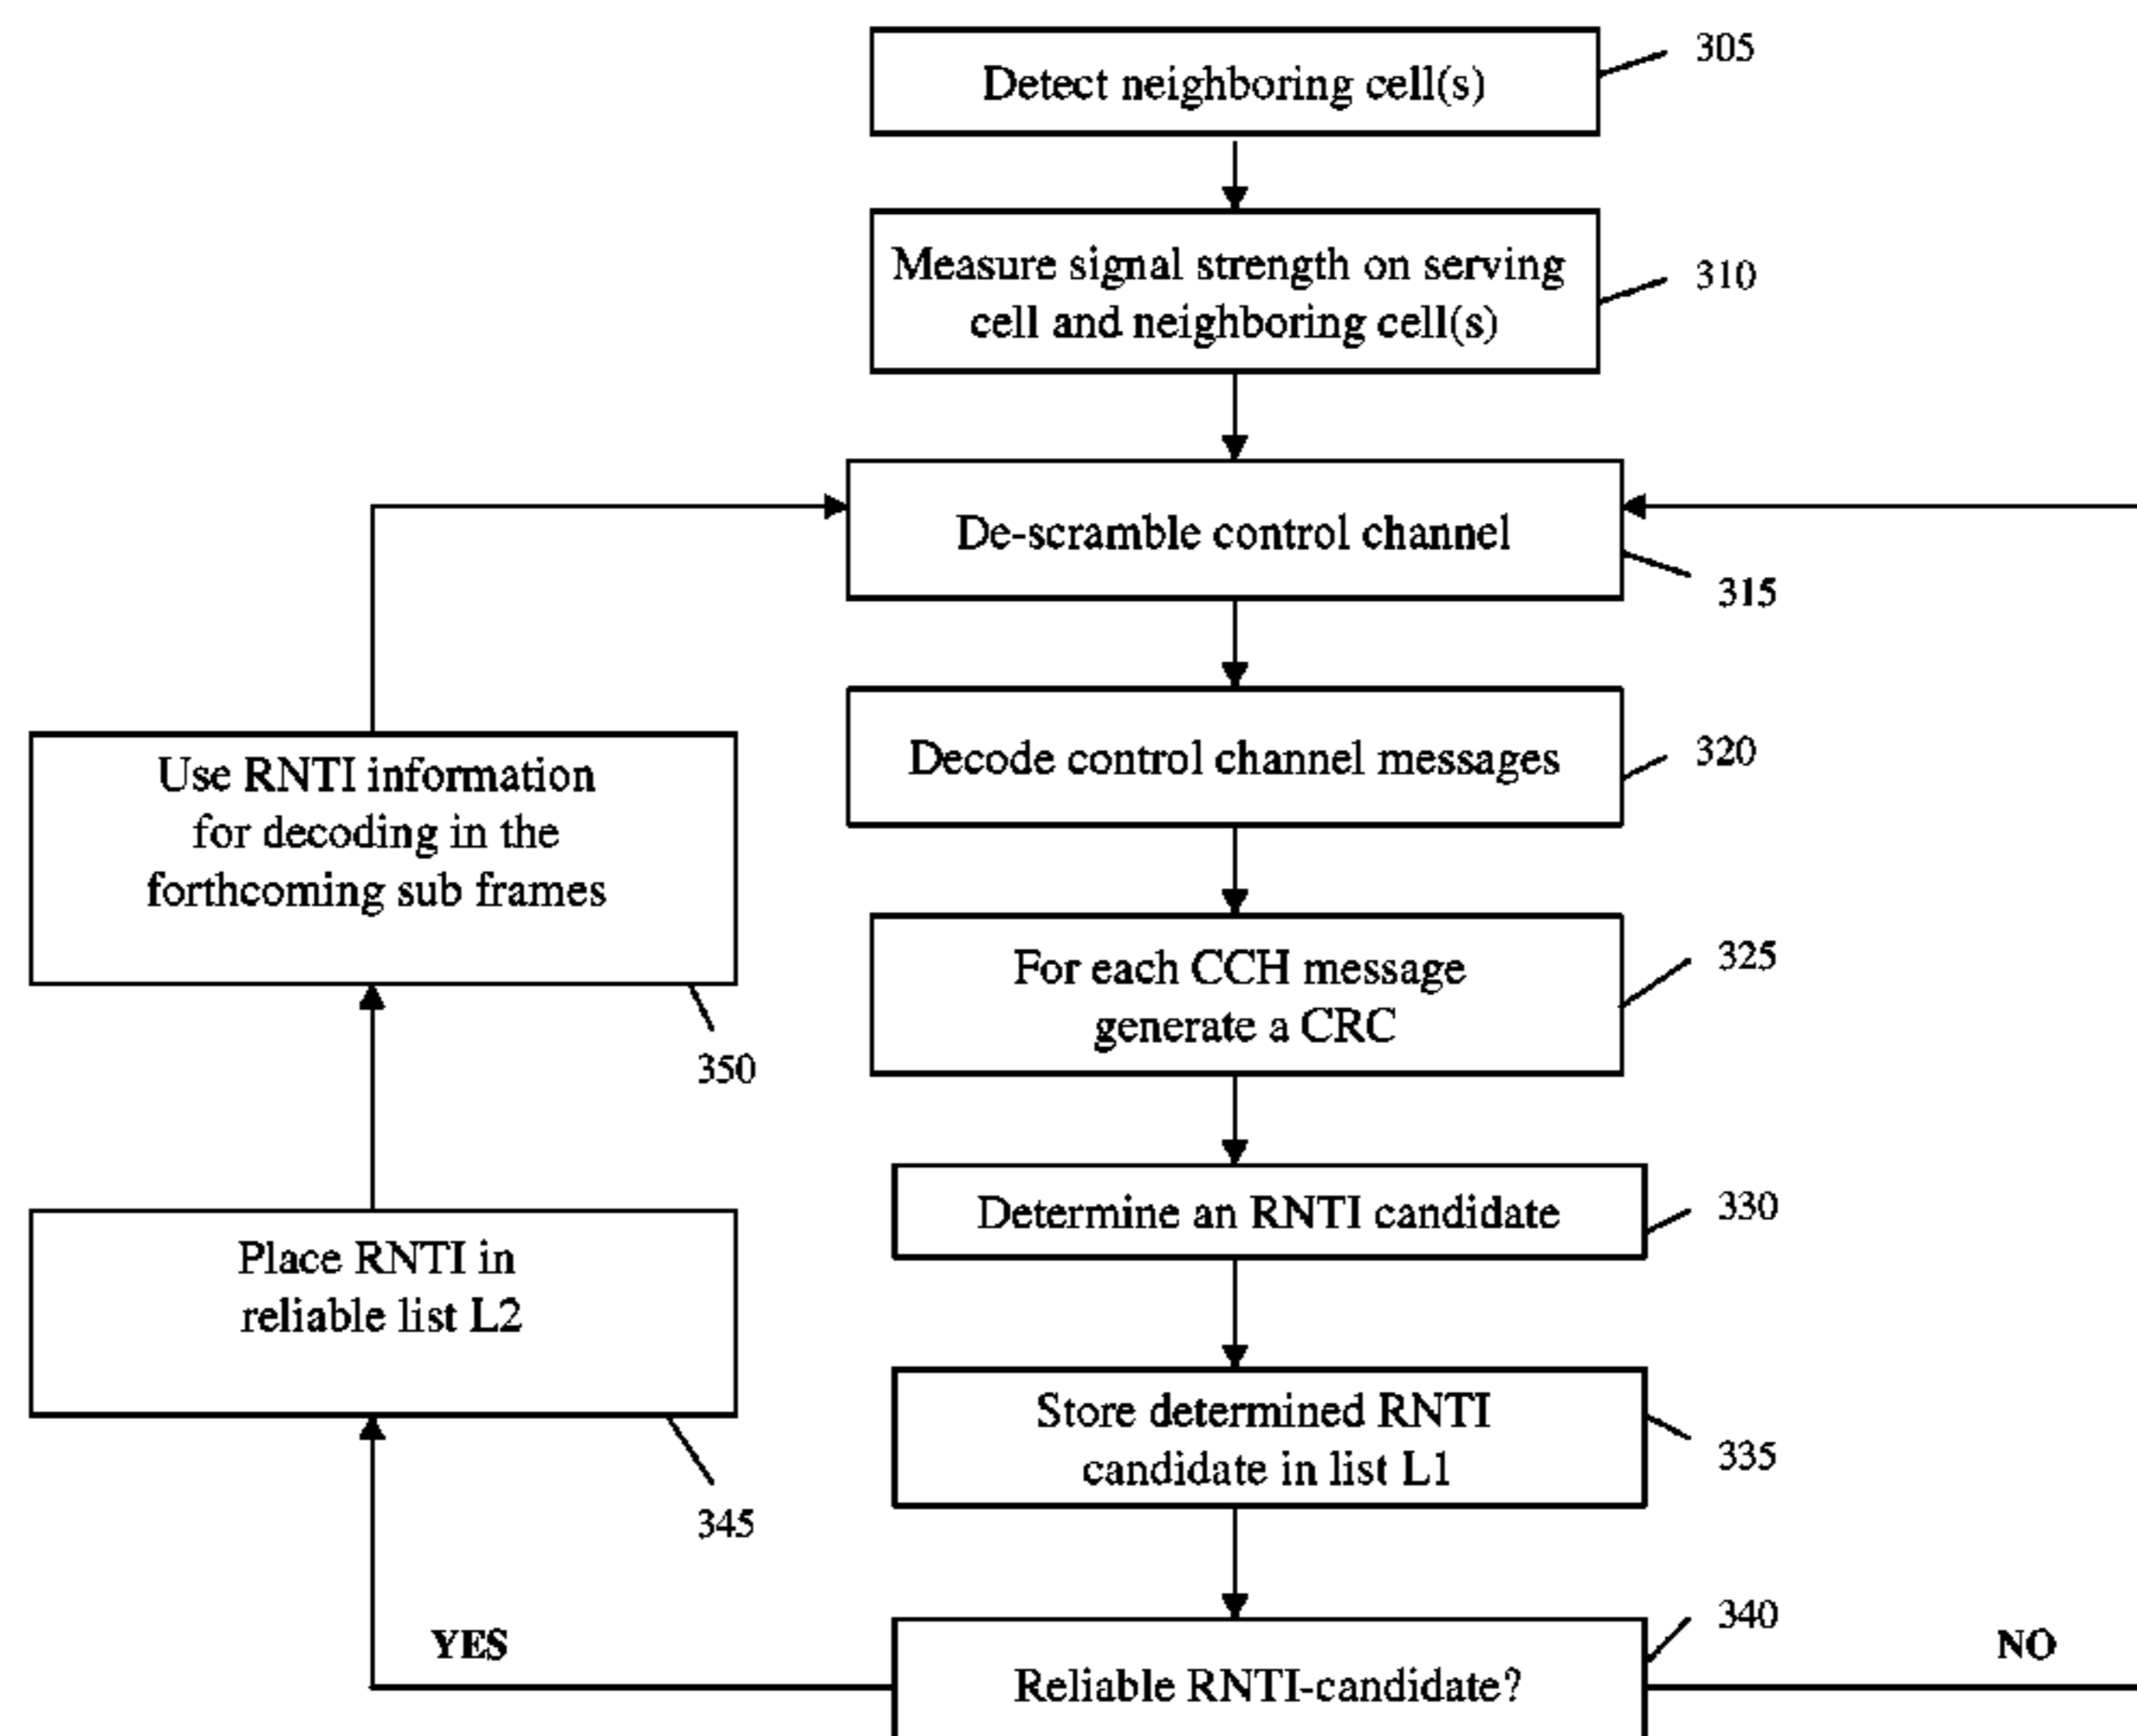 Detect neighboring cell(s)
305
Measure signal strength on serving
cell and neighboring cell(s)
310
De-scramble control channel
315
Decode control channel messages
320
Use RNTI information
for decoding in the
forthcoming sub frames
350
For each CCH message
generate a CRC
325
Determine an RNTI candidate
330
Place RNTI in
reliable list L2
345
Store determined RNTI
candidate in list L1
335
YES
Reliable RNTI-candidate?
340
NO